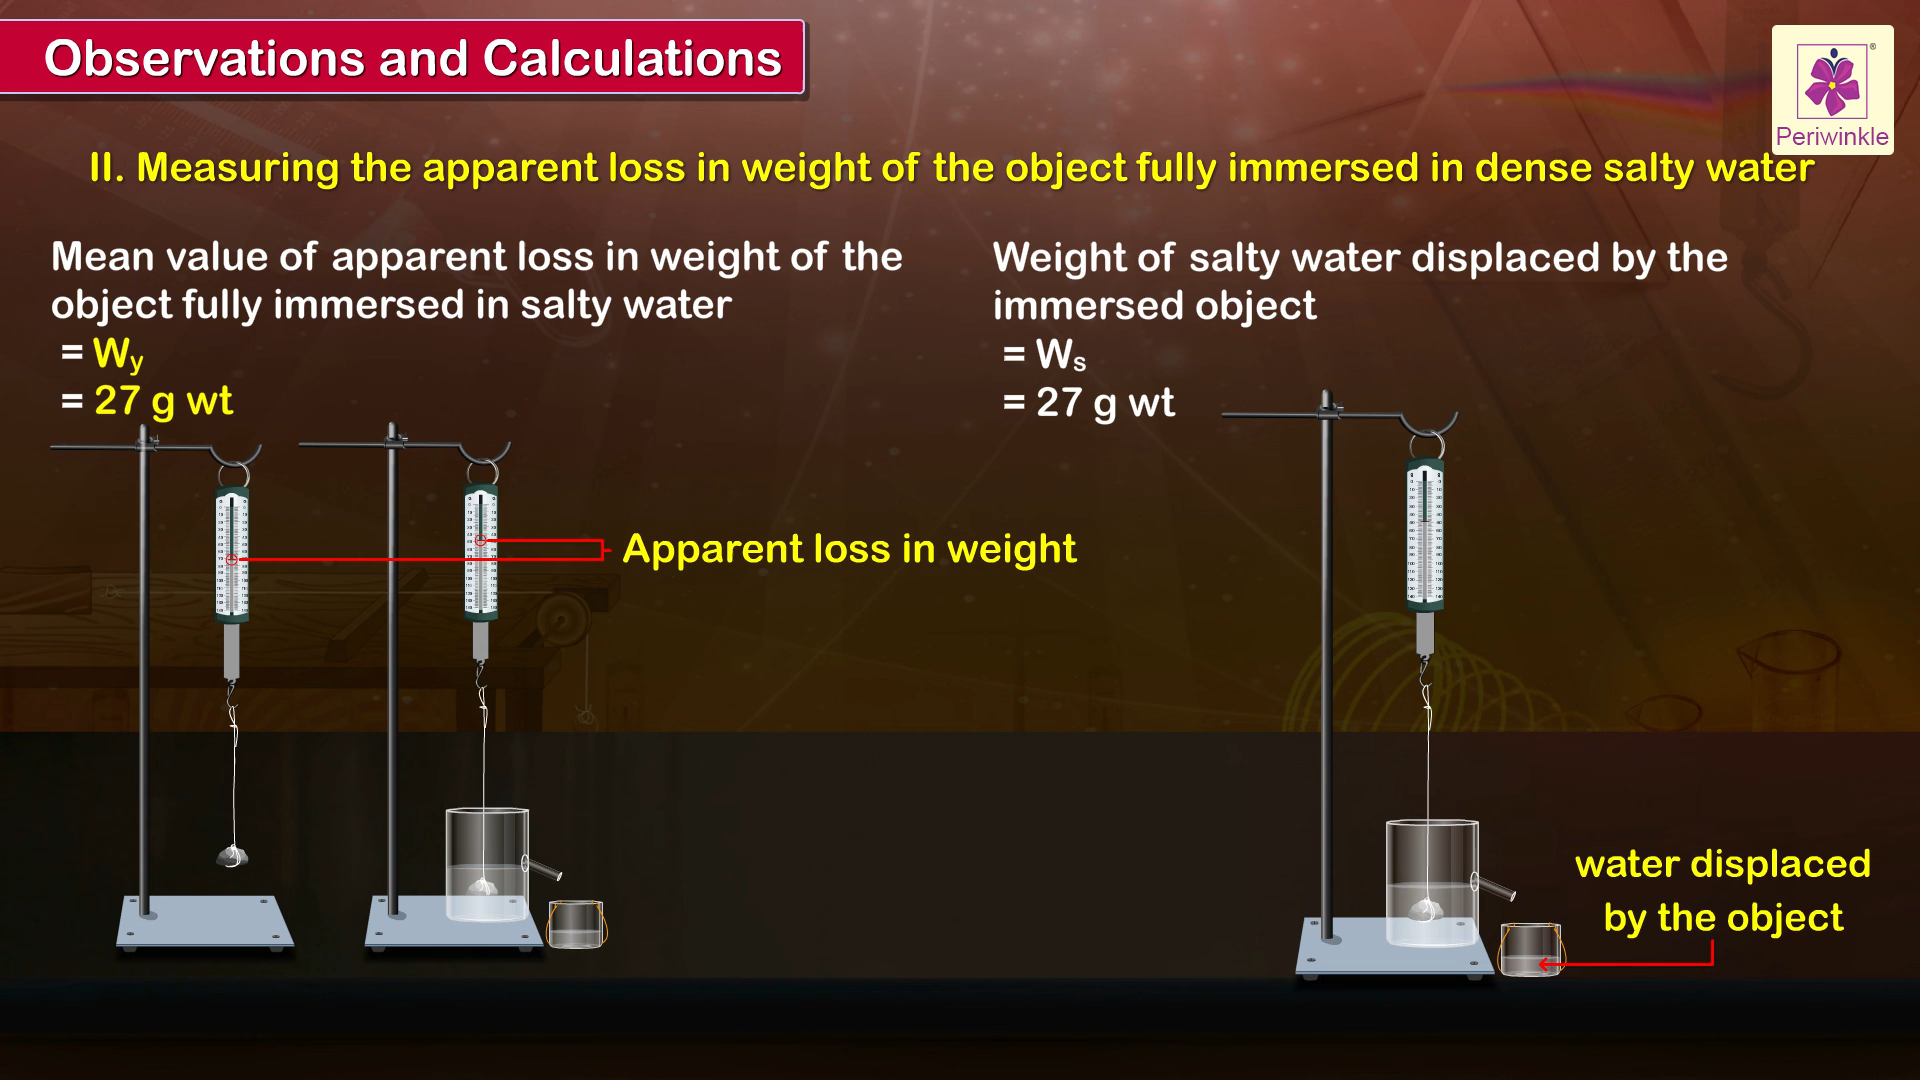 Observations and Calculations
®
Periwinkle
II. Measuring the apparent loss in weight of the object fully immersed in dense salty water
Mean value of apparent loss in weight of the
object fully immersed in salty water
= Wy
= 27 g wt
Weight of salty water displaced by the
immersed object
= Ws
= 27 g wt
Apparent loss in weight
water displaced
by the object